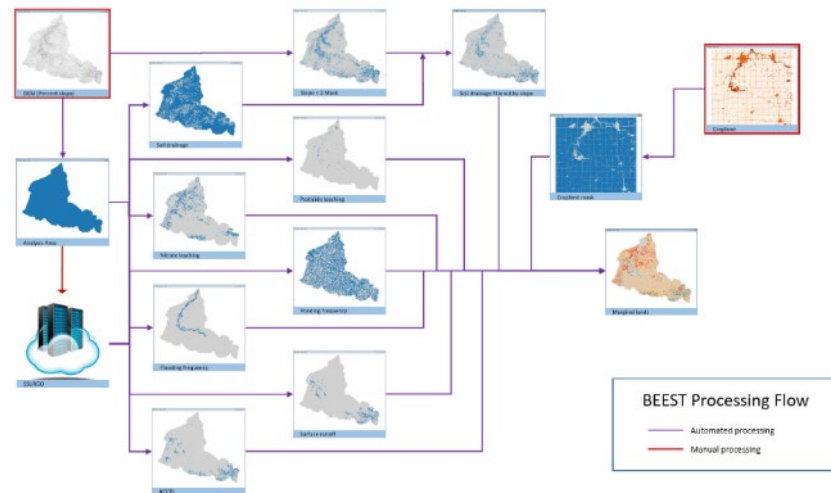 DEM (Percent slope)
Slope < 2 Mask
Soil drainage filtered by slope
Cropland
Soil drainage
Pesticide leaching
Cropland mask
Analysis Area
Nitrate leaching
Ponding frequency
Marginal lands
Flooding frequency
SSURGO
Surface runoff
NCCPI
BEEST Processing Flow
Automated processing
Manual processing